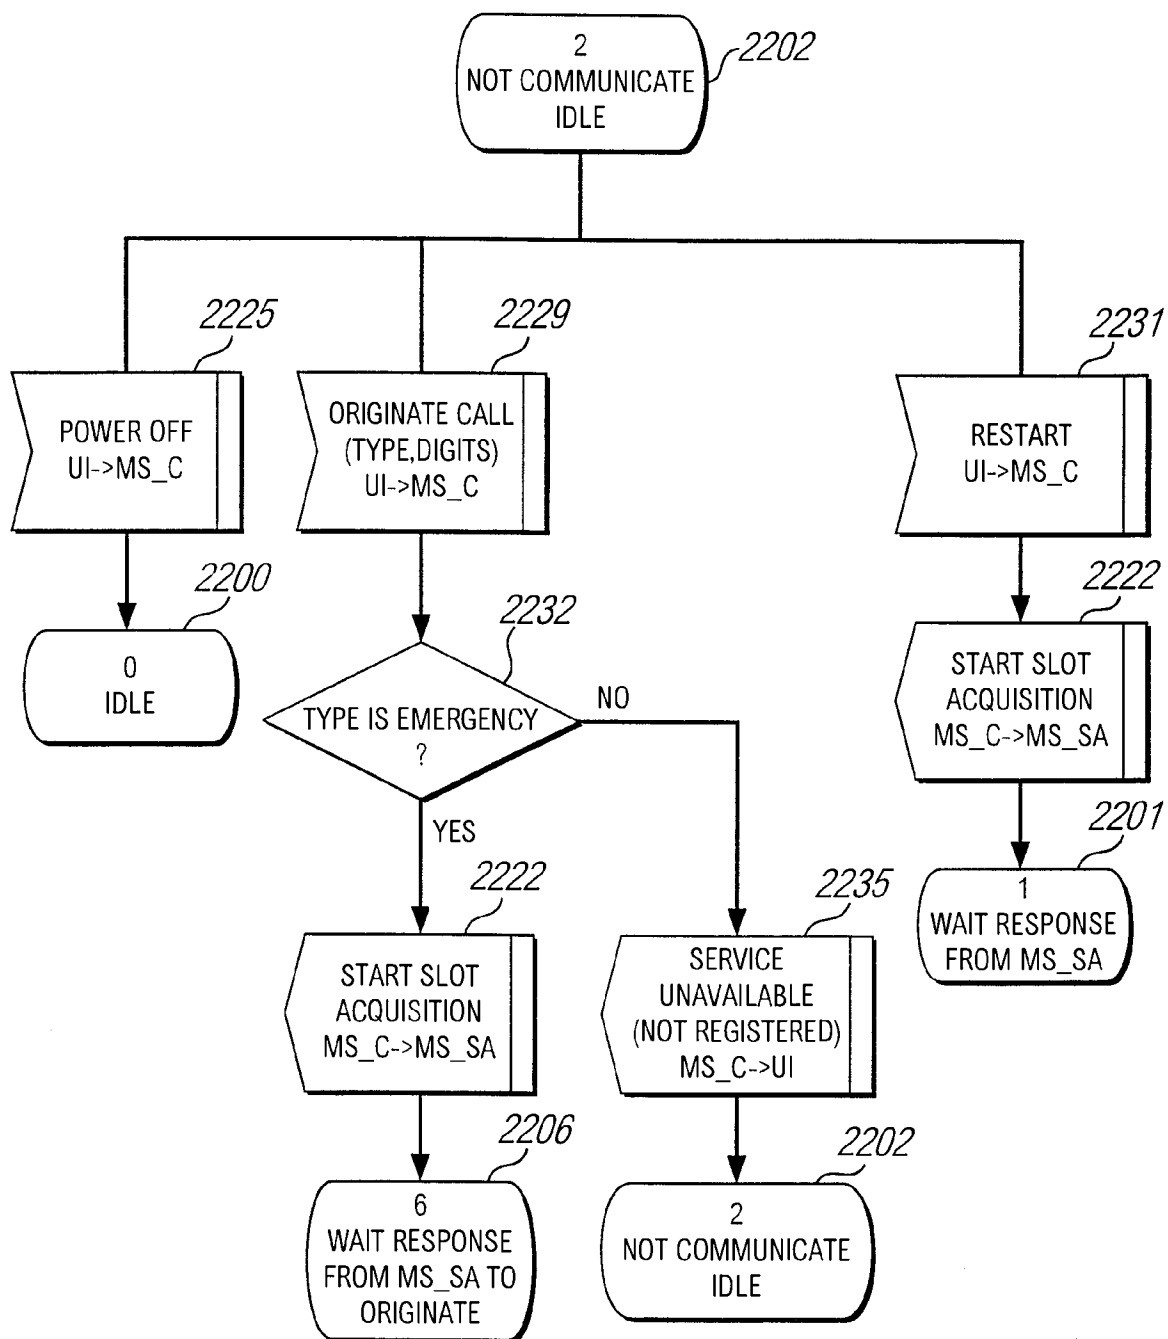 2
NOT COMMUNICATE
IDLE
2202
2225
POWER OFF
UI->MS_C
2229
ORIGINATE CALL
(TYPE,DIGITS)
UI->MS_C
2231
RESTART
UI->MS_C
2200
0
IDLE
2232
TYPE IS EMERGENCY
?
NO
YES
2222
START SLOT
ACQUISITION
MS_C->MS_SA
2201
1
WAIT RESPONSE
FROM MS_SA
2222
START SLOT
ACQUISITION
MS_C->MS_SA
2235
SERVICE
UNAVAILABLE
(NOT REGISTERED)
MS_C->UI
2206
6
WAIT RESPONSE
FROM MS_SA TO
ORIGINATE
2202
2
NOT COMMUNICATE
IDLE